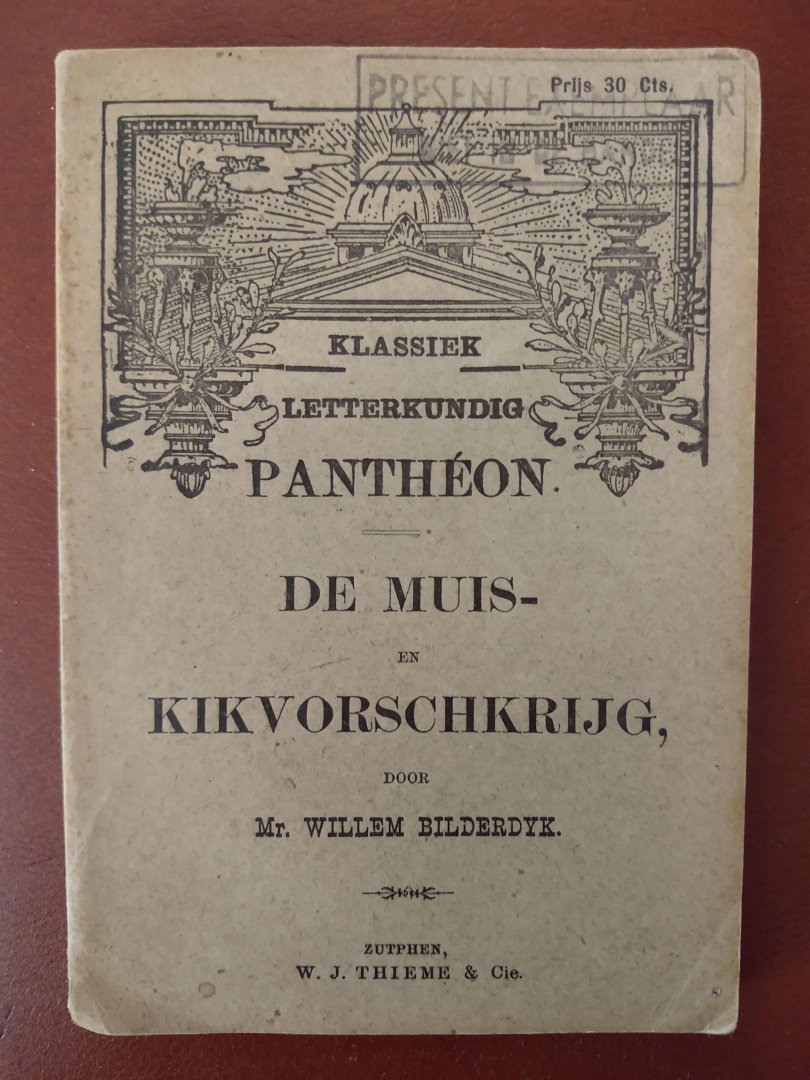 Prijs 30 Cts.
PRESENT EXEMPLAAR
KLASSIEK
LETTERKUNDIG
PANTHÉON.
DE MUIS-
EN
KIKVORSCHKRIJG,
DOOR
Mr. WILLEM BILDERDYK.
ZUTPHEN,
W. J. THIEME & Cie.